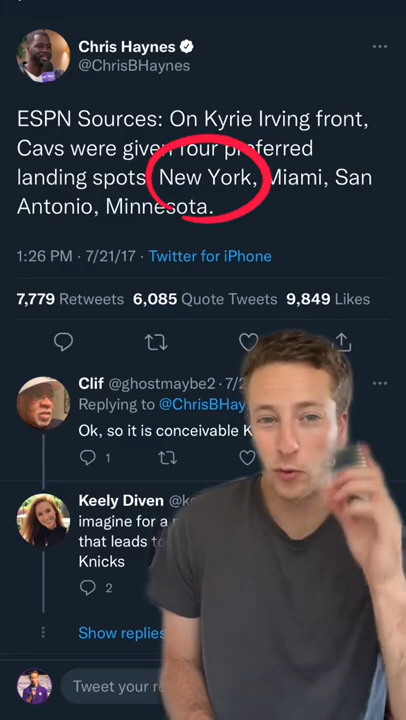 Chris Haynes
@ChrisBHaynes
ESPN Sources: On Kyrie Irving front,
Cavs were given four preferred
landing spots: New York, Miami, San
Antonio, Minnesota.
1:26 PM · 7/21/17 · Twitter for iPhone
7,779 Retweets 6,085 Quote Tweets 9,849 Likes
Clif @ghostmaybe2 · 7/2
Replying to @ChrisBHay
Ok, so it is conceivable K
1
Keely Diven
imagine for a
that leads to
Knicks
2
Show replies
Tweet your re